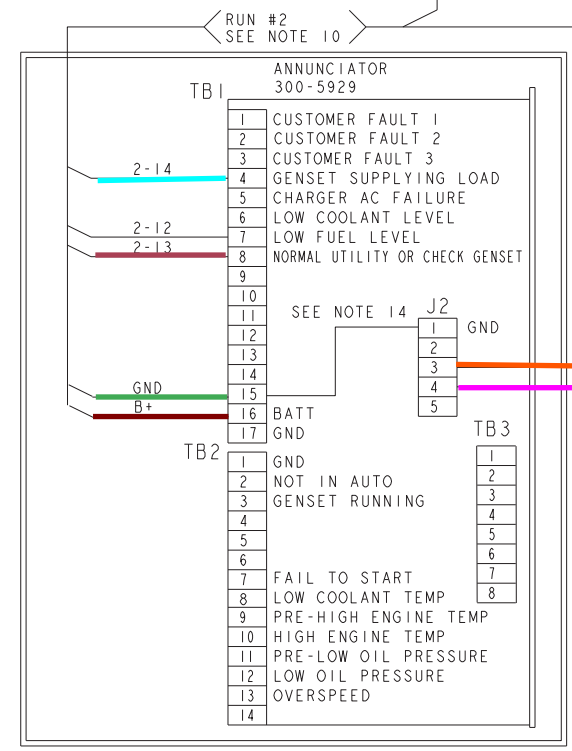 RUN #2
SEE NOTE 10
ANNUNCIATOR
300-5929
TB1
1 CUSTOMER FAULT 1
2 CUSTOMER FAULT 2
3 CUSTOMER FAULT 3
2-14 4 GENSET SUPPLYING LOAD
5 CHARGER AC FAILURE
6 LOW COOLANT LEVEL
2-12 7 LOW FUEL LEVEL
2-13 8 NORMAL UTILITY OR CHECK GENSET
9
10
11
12
13
14
GND 15
B+ 16 BATT
17 GND
SEE NOTE 14
J2
1 GND
2
3
4
5
TB2
1 GND
2 NOT IN AUTO
3 GENSET RUNNING
4
5
6
7 FAIL TO START
8 LOW COOLANT TEMP
9 PRE-HIGH ENGINE TEMP
10 HIGH ENGINE TEMP
11 PRE-LOW OIL PRESSURE
12 LOW OIL PRESSURE
13 OVERSPEED
14
TB3
1
2
3
4
5
6
7
8